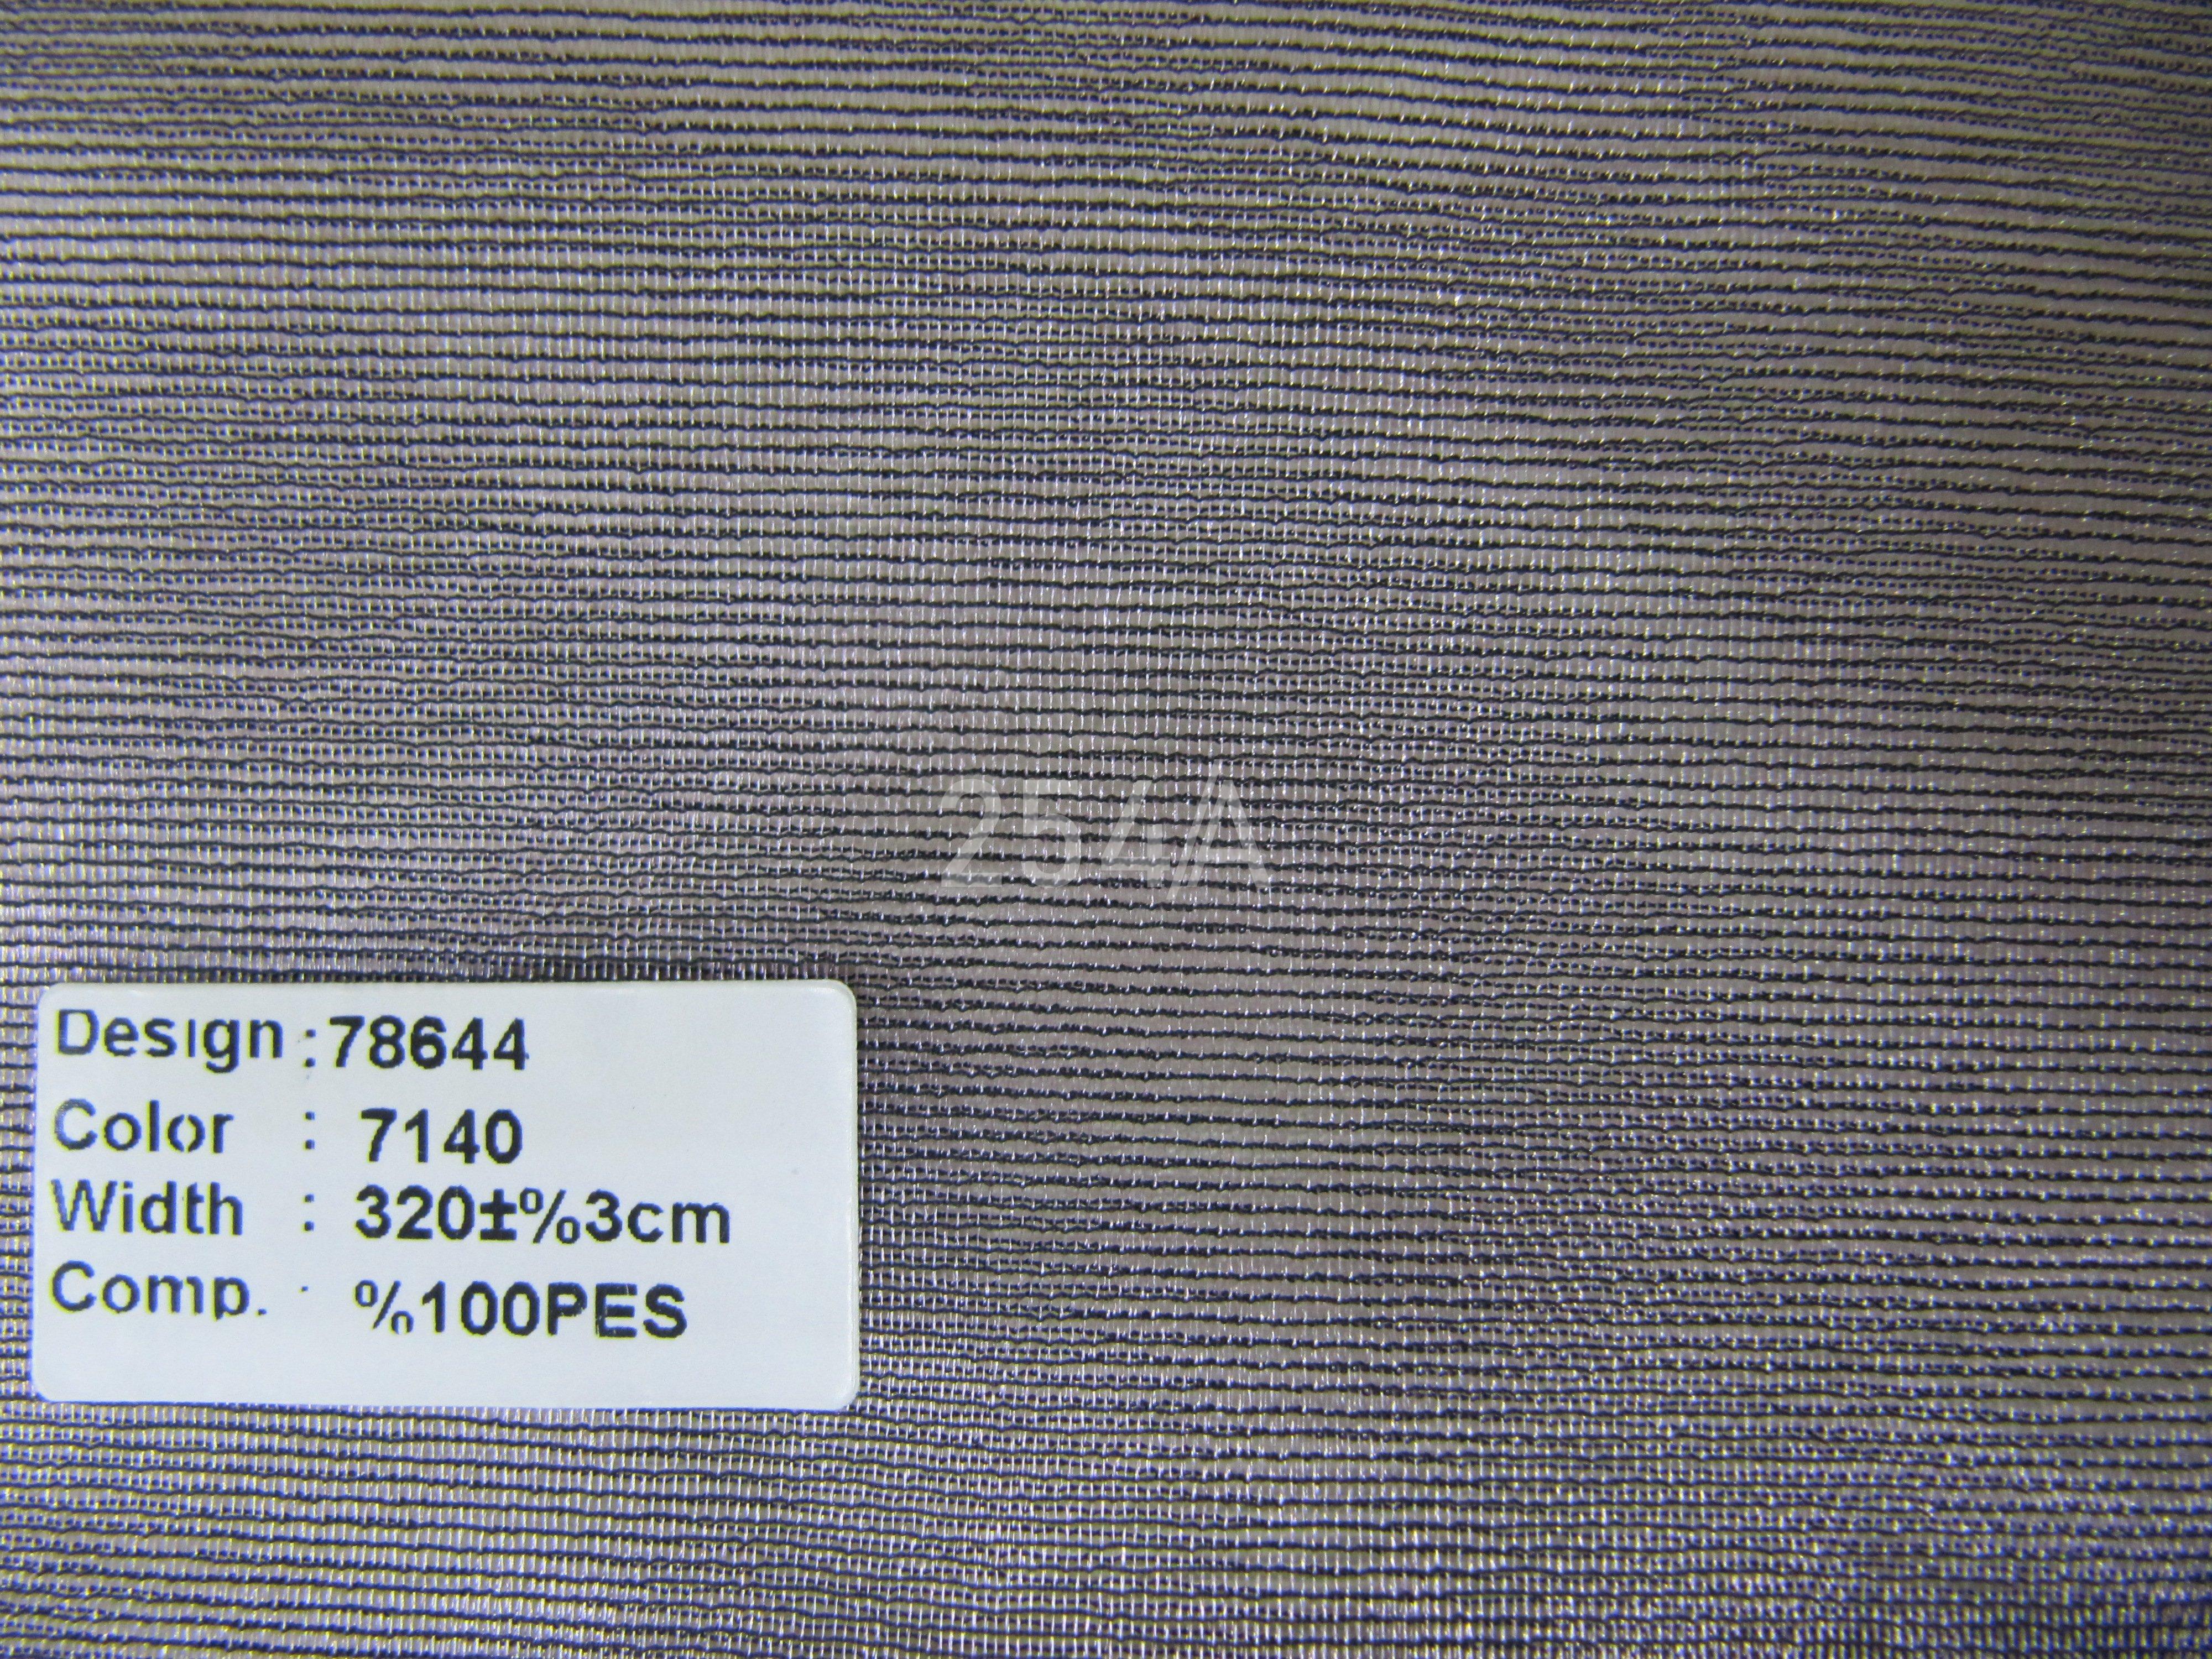 254A
Design :78644
Color : 7140
Width : 320±%3cm
Comp. : %100PES